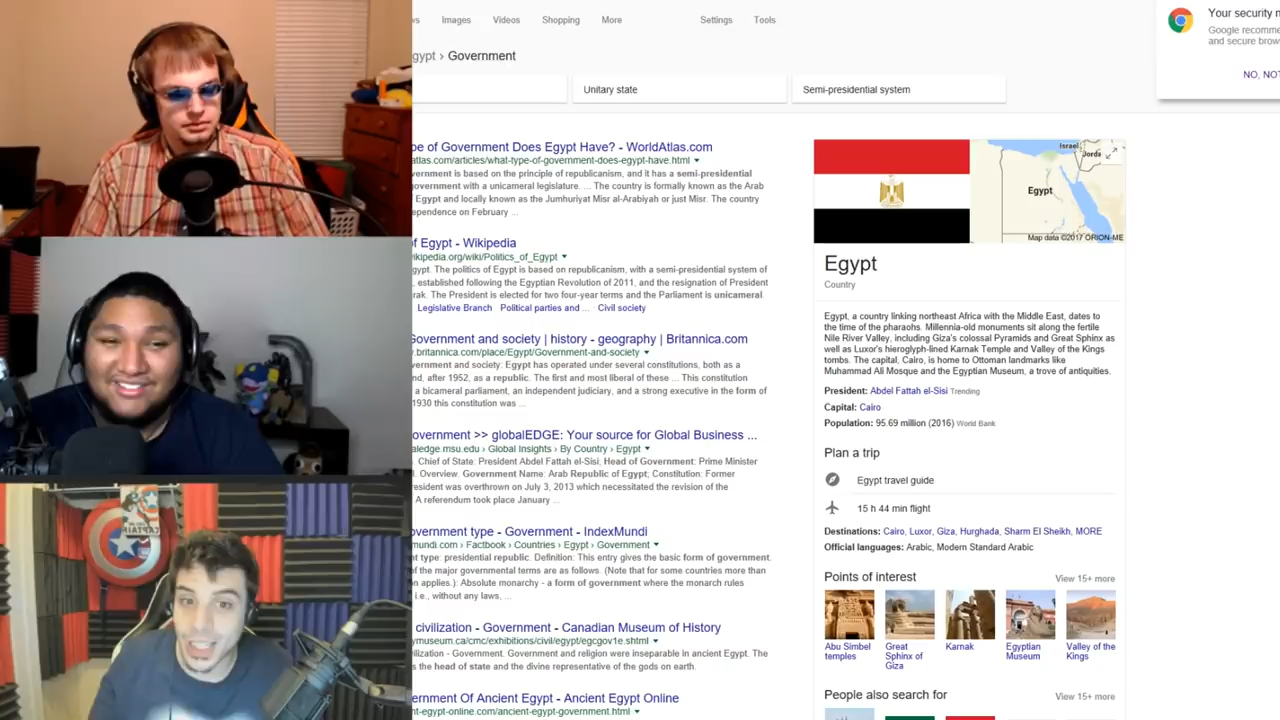 Images Videos Shopping More Settings Tools
Your security
Google recomme
and secure brow
NO, NOT
gypt › Government
Unitary state
Semi-presidential system
pe of Government Does Egypt Have? - WorldAtlas.com
atlas.com/articles/what-type-of-government-does-egypt-have.html
vernment is based on the principle of republicanism, and it has a semi-presidential
government with a unicameral legislature. ... The country is formally known as the Arab
Egypt and locally known as the Jumhuriyat Misr al-Arabiyah or just Misr. The country
ependence on February ...
of Egypt - Wikipedia
ikipedia.org/wiki/Politics_of_Egypt
gypt. The politics of Egypt is based on republicanism, with a semi-presidential system of
, established following the Egyptian Revolution of 2011, and the resignation of President
rak. The President is elected for two four-year terms and the Parliament is unicameral.
Legislative Branch Political parties and ... Civil society
Government and society | history - geography | Britannica.com
.britannica.com/place/Egypt/Government-and-society
vernment and society: Egypt has operated under several constitutions, both as a
nd, after 1952, as a republic. The first and most liberal of these ... This constitution
a bicameral parliament, an independent judiciary, and a strong executive in the form of
1930 this constitution was ...
overnment >> globalEDGE: Your source for Global Business ...
aledge.msu.edu › Global Insights › By Country › Egypt
. Chief of State: President Abdel Fattah el-Sisi; Head of Government: Prime Minister
l. Overview. Government Name: Arab Republic of Egypt; Constitution: Former
resident was overthrown on July 3, 2013 which necessitated the revision of the
A referendum took place January ...
overnment type - Government - IndexMundi
mundi.com › Factbook › Countries › Egypt › Government
nt type: presidential republic. Definition: This entry gives the basic form of government.
of the major governmental terms are as follows. (Note that for some countries more than
on applies.): Absolute monarchy - a form of government where the monarch rules
i.e., without any laws, ...
civilization - Government - Canadian Museum of History
ymuseum.ca/cmc/exhibitions/civil/egypt/egcgov1e.shtml
ilization - Government. Government and religion were inseparable in ancient Egypt. The
s the head of state and the divine representative of the gods on earth.
ernment Of Ancient Egypt - Ancient Egypt Online
nt-egypt-online.com/ancient-egypt-government.html
Israel
Jorda
Egypt
Map data ©2017 ORION-ME
Egypt
Country
Egypt, a country linking northeast Africa with the Middle East, dates to
the time of the pharaohs. Millennia-old monuments sit along the fertile
Nile River Valley, including Giza's colossal Pyramids and Great Sphinx as
well as Luxor's hieroglyph-lined Karnak Temple and Valley of the Kings
tombs. The capital, Cairo, is home to Ottoman landmarks like
Muhammad Ali Mosque and the Egyptian Museum, a trove of antiquities.
President: Abdel Fattah el-Sisi Trending
Capital: Cairo
Population: 95.69 million (2016) World Bank
Plan a trip
Egypt travel guide
15 h 44 min flight
Destinations: Cairo, Luxor, Giza, Hurghada, Sharm El Sheikh, MORE
Official languages: Arabic, Modern Standard Arabic
Points of interest View 15+ more
Abu Simbel
temples
Great
Sphinx of
Giza
Karnak
Egyptian
Museum
Valley of the
Kings
People also search for View 15+ more
CAPTAIN